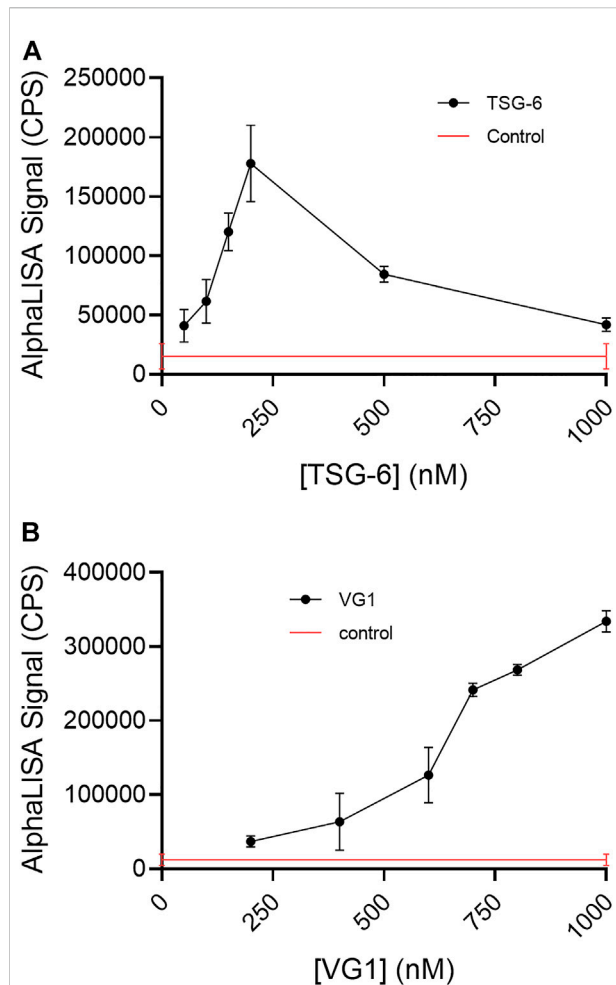 A
AlphaLISA Signal (CPS)
250000
200000
150000
100000
50000
0
TSG-6
Control
0
250
500
750
1000
[TSG-6] (nM)
B
AlphaLISA Signal (CPS)
400000
300000
200000
100000
0
VG1
control
0
250
500
750
1000
[VG1] (nM)